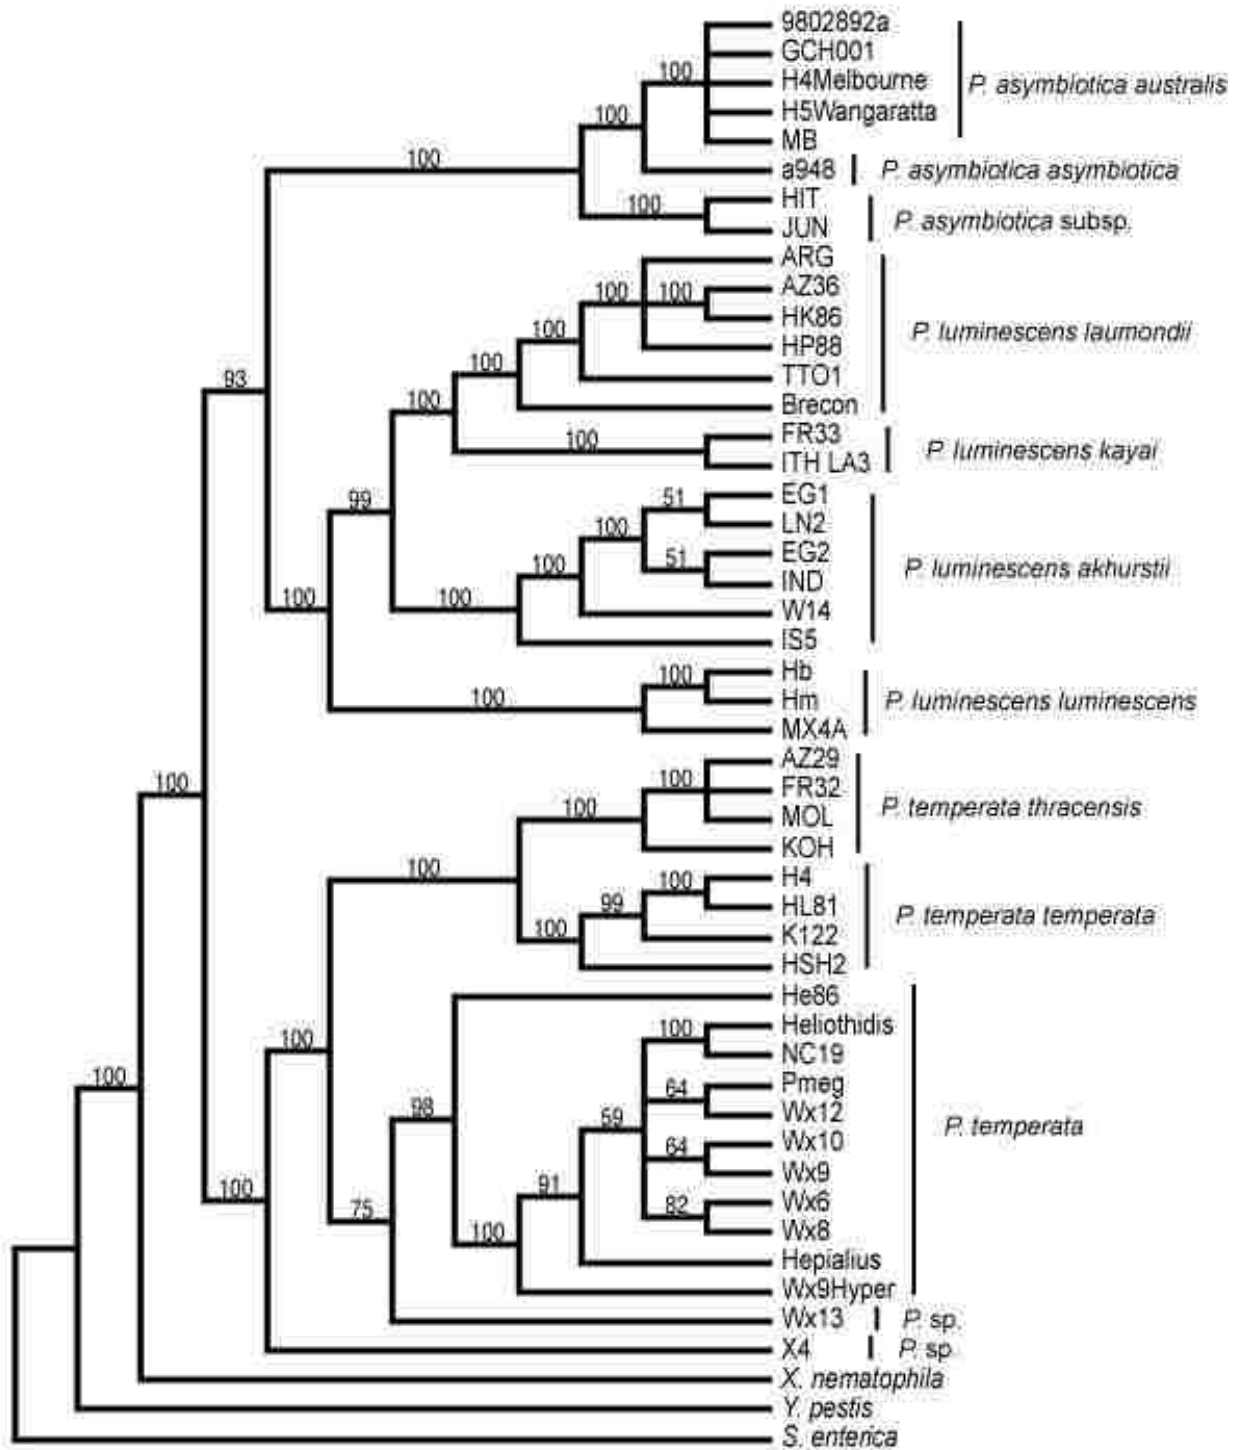 9802892a
GCH001
100
H4Melbourne
P. asymbiotica australis
H5Wangaratta
100
MB
100
a948
P. asymbiotica asymbiotica
HIT
100
P. asymbiotica subsp.
JUN
ARG
AZ36
100
100
HK86
P. luminescens laumondii
100
HP88
100
TTO1
93
100
Brecon
FR33
100
P. luminescens kayai
ITH LA3
EG1
99
51
LN2
100
EG2
51
P. luminescens akhurstii
100
IND
100
100
W14
IS5
Hb
100
Hm
100
P. luminescens luminescens
MX4A
AZ29
100
100
FR32
P. temperata thracensis
100
MOL
KOH
100
H4
100
HL81
99
P. temperata temperata
K122
100
HSH2
He86
Heliothidis
100
100
NC19
100
Pmeg
64
98
59
Wx12
P. temperata
Wx10
64
Wx9
100
91
Wx6
75
82
100
Wx8
Hepialius
Wx9Hyper
Wx13
P. sp.
X4
P. sp.
X. nematophila
Y. pestis
S. enterica